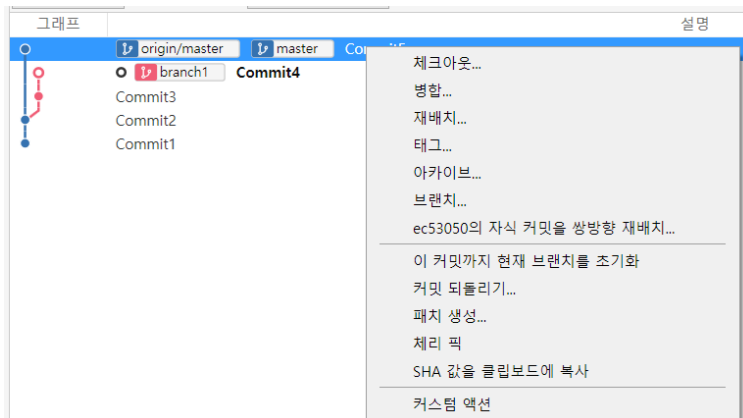 그래프 설명
origin/master master Commit5
branch1 Commit4
Commit3
Commit2
Commit1
체크아웃...
병합...
재배치...
태그...
아카이브...
브랜치...
ec53050의 자식 커밋을 쌍방향 재배치...
이 커밋까지 현재 브랜치를 초기화
커밋 되돌리기...
패치 생성...
체리 픽
SHA 값을 클립보드에 복사
커스텀 액션